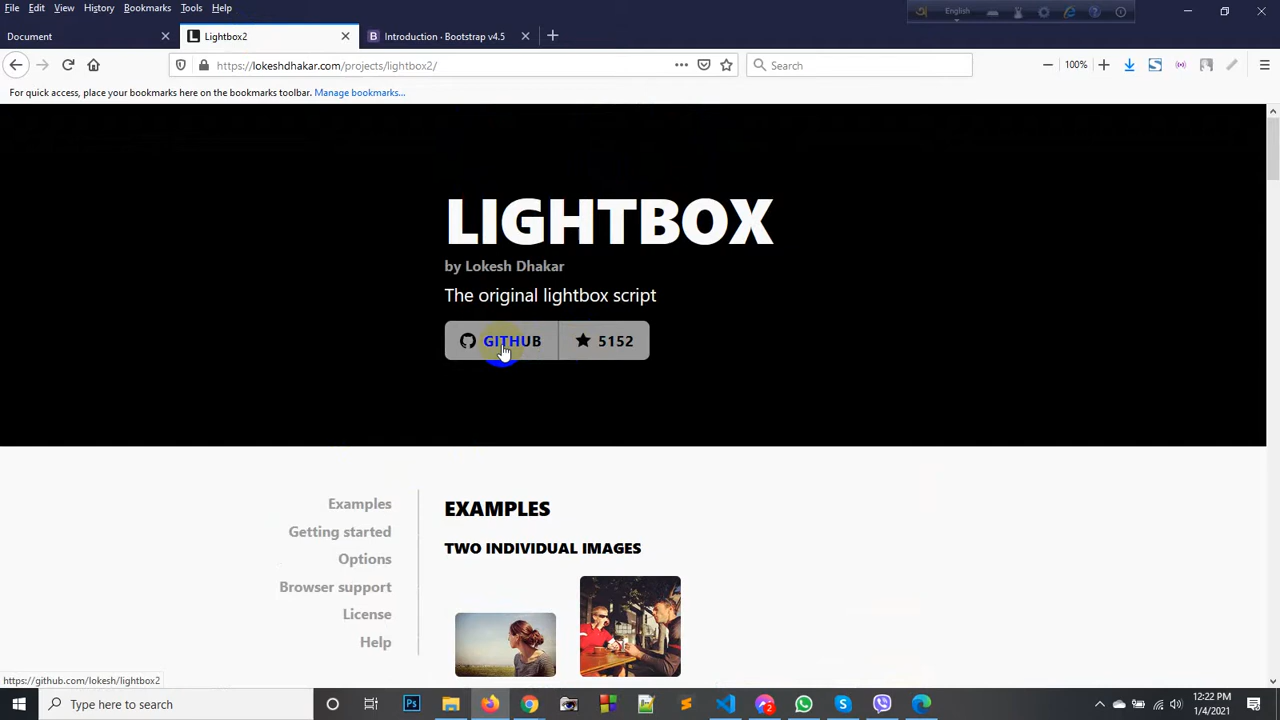 File Edit View History Bookmarks Tools Help
English
Document
Lightbox2
Introduction · Bootstrap v4.5
https://lokeshdhakar.com/projects/lightbox2/
Search
100%
For quick access, place your bookmarks here on the bookmarks toolbar. Manage bookmarks...
LIGHTBOX
by Lokesh Dhakar
The original lightbox script
GITHUB
5152
Examples
Getting started
Options
Browser support
License
Help
EXAMPLES
TWO INDIVIDUAL IMAGES
https://github.com/lokesh/lightbox2
Type here to search
Ps
2
12:22 PM
1/4/2021